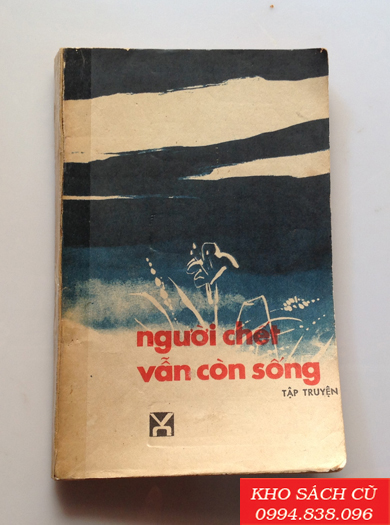 người chết
vẫn còn sống
TẬP TRUYỆN
KHO SÁCH CŨ
0994.838.096